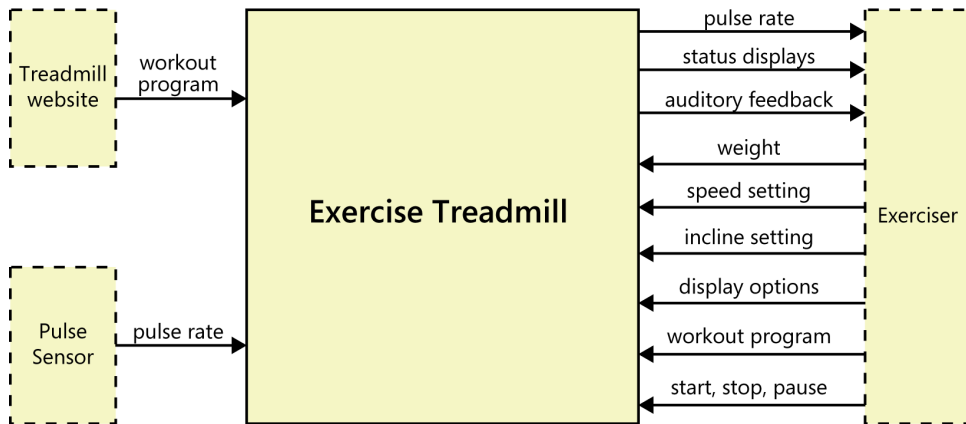 Treadmill
website
workout
program
Pulse
Sensor
pulse rate
Exercise Treadmill
pulse rate
status displays
auditory feedback
weight
speed setting
incline setting
display options
workout program
start, stop, pause
Exerciser